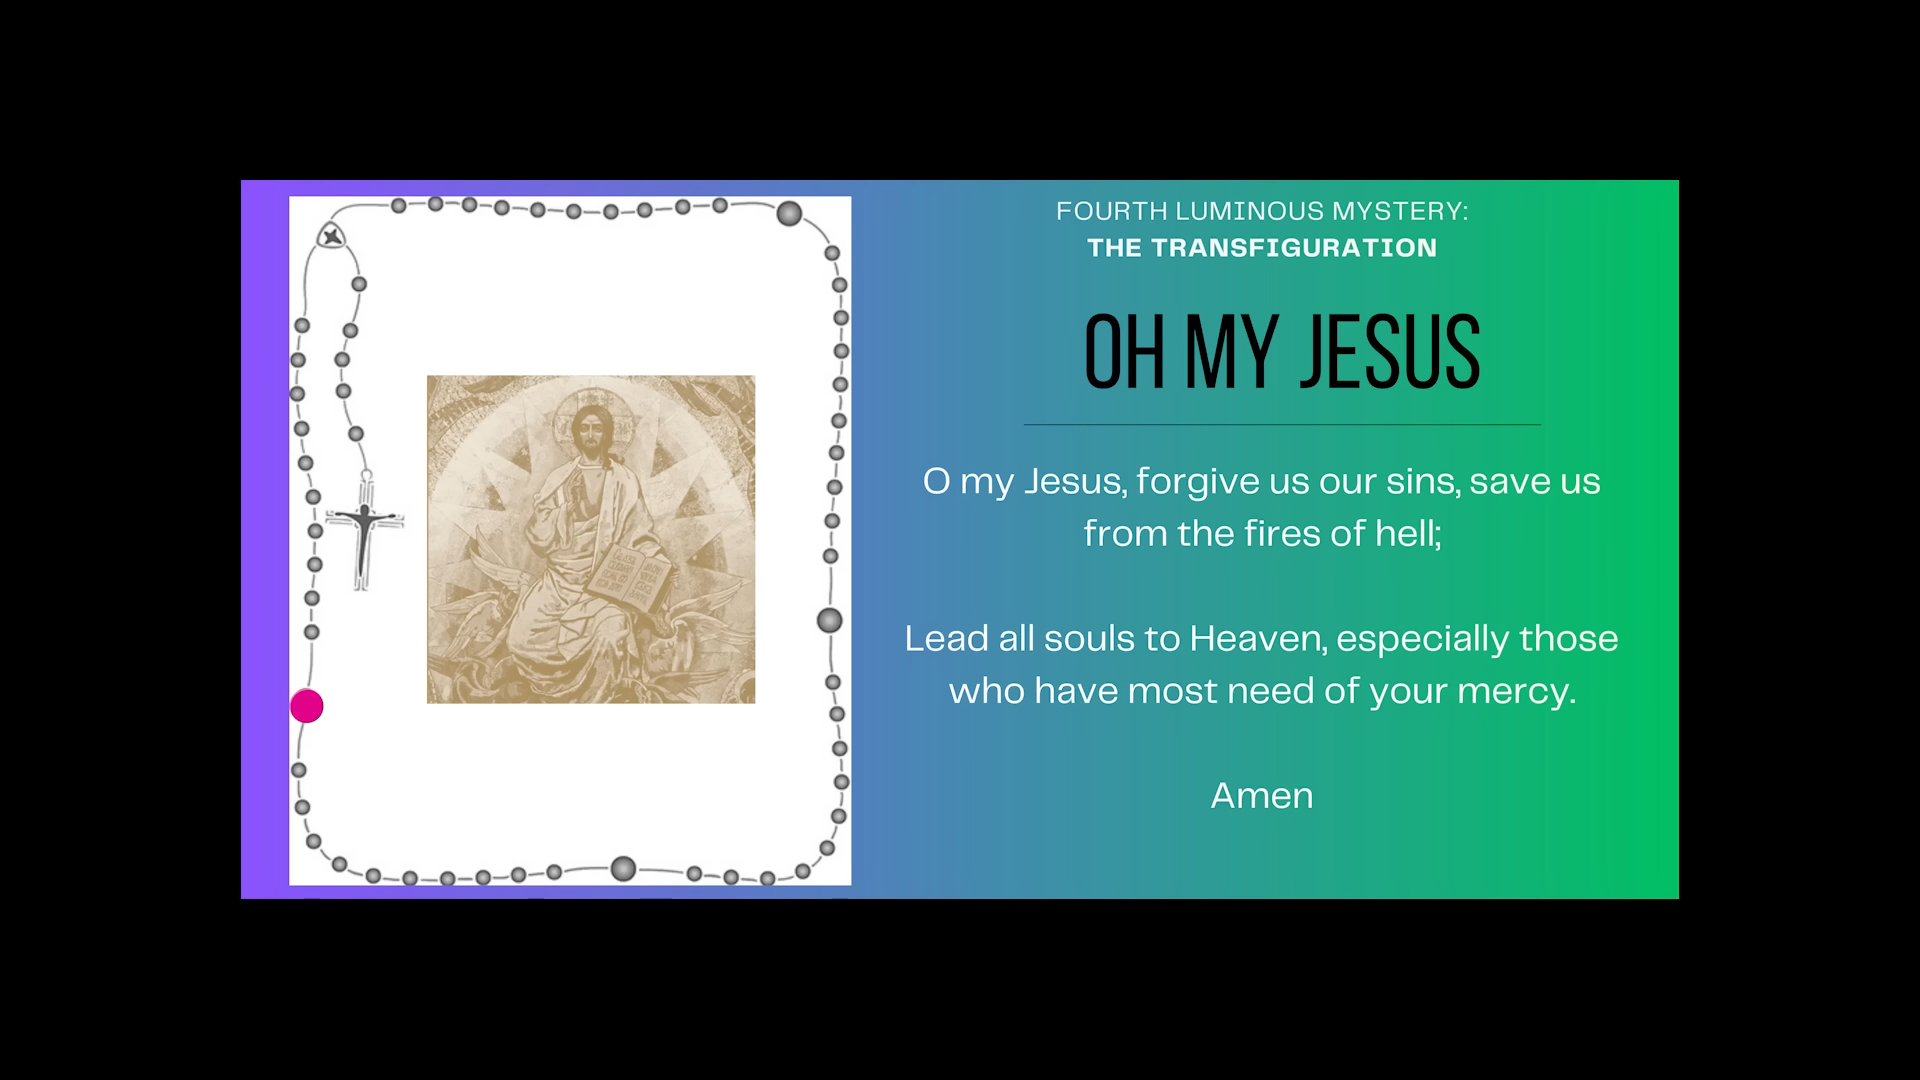 FOURTH LUMINOUS MYSTERY:
THE TRANSFIGURATION
OH MY JESUS
O my Jesus, forgive us our sins, save us
from the fires of hell;
Lead all souls to Heaven, especially those
who have most need of your mercy.
Amen